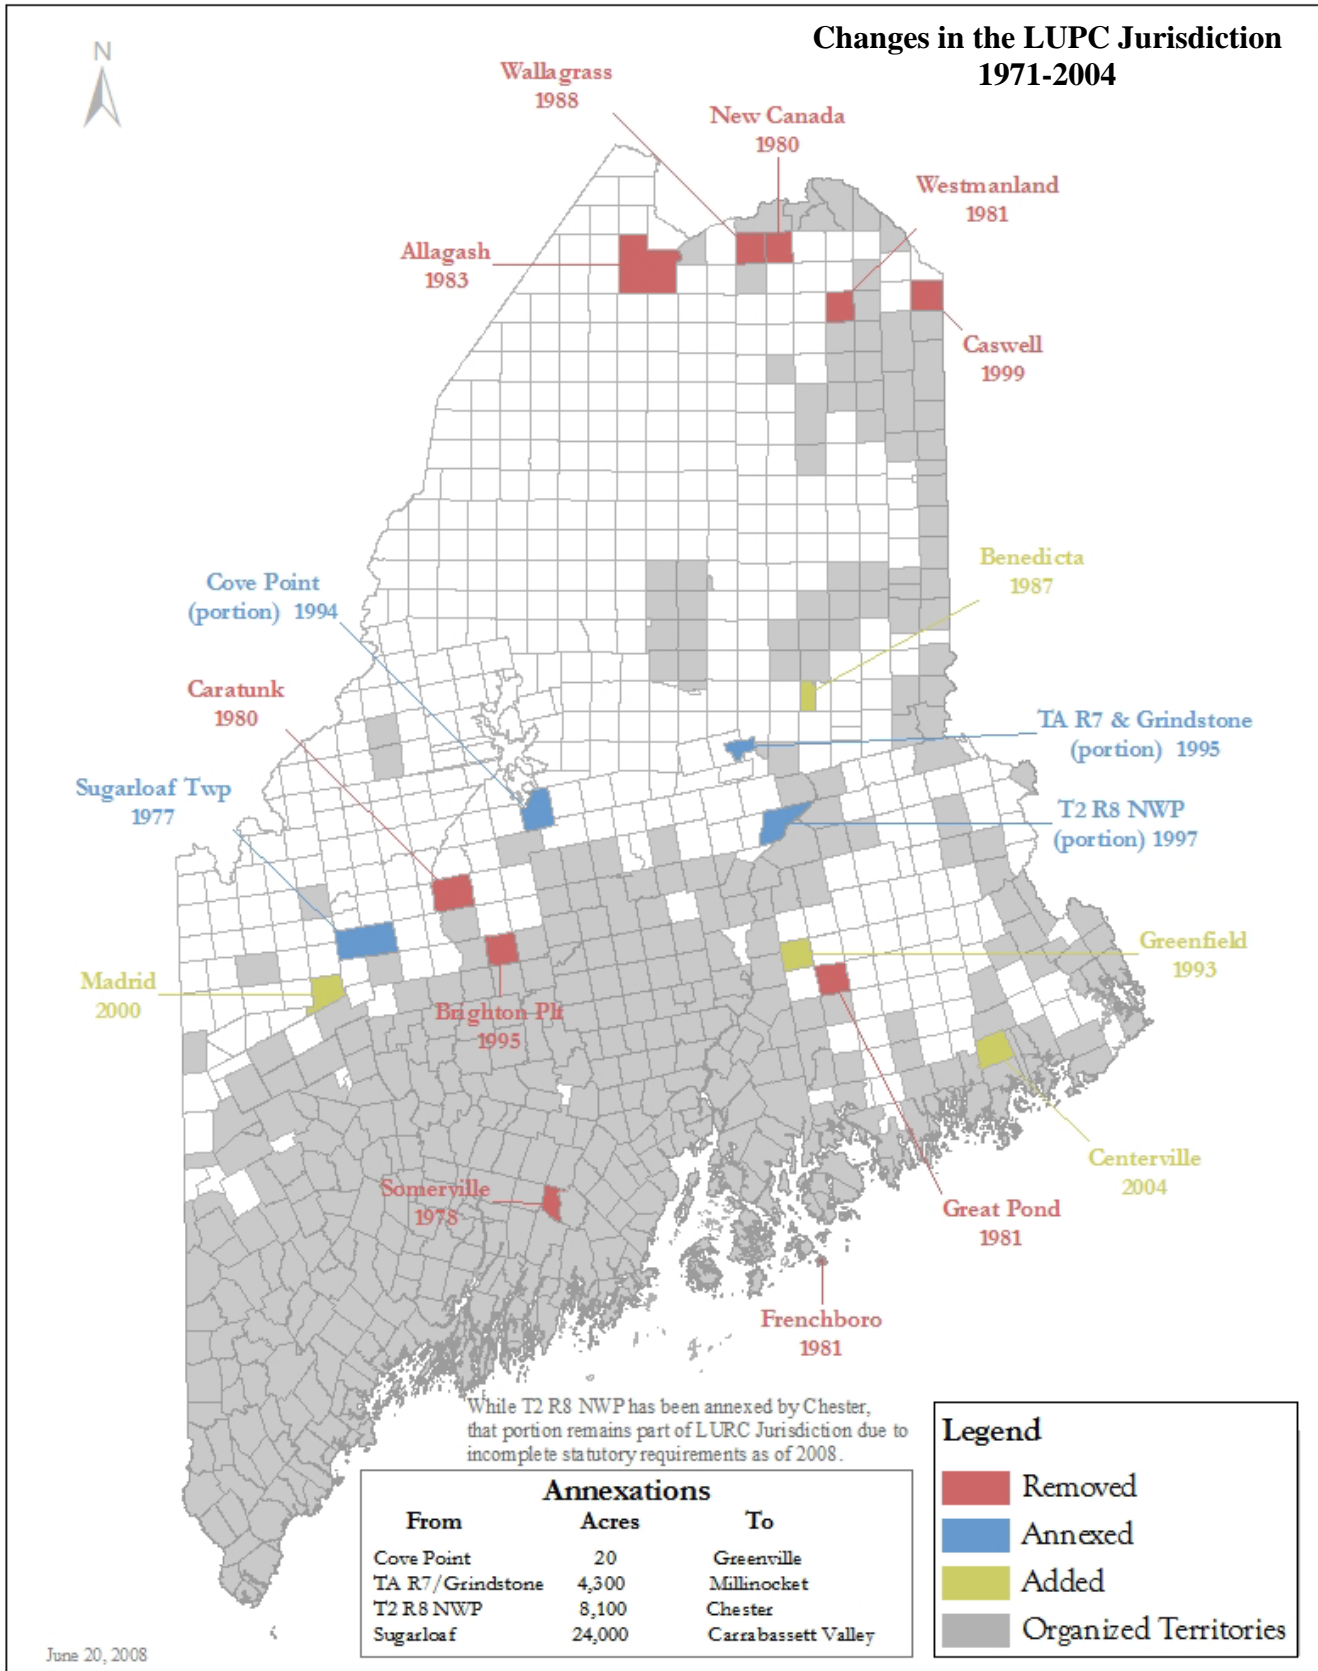 Changes in the LUPC Jurisdiction
1971-2004
N
Wallagrass
1988
New Canada
1980
Westmanland
1981
Allagash
1983
Caswell
1999
Benedicta
1987
Cove Point
(portion) 1994
Caratunk
1980
TA R7 & Grindstone
(portion) 1995
Sugarloaf Twp
1977
T2 R8 NWP
(portion) 1997
Greenfield
1993
Madrid
2000
Brighton Plt
1995
Centerville
2004
Somerville
1978
Great Pond
1981
Frenchboro
1981
While T2 R8 NWP has been annexed by Chester,
that portion remains part of LURC Jurisdiction due to
incomplete statutory requirements as of 2008.
Annexations
From Acres To
Cove Point 20 Greenville
TA R7/Grindstone 4,300 Millinocket
T2 R8 NWP 8,100 Chester
Sugarloaf 24,000 Carrabassett Valley
Legend
Removed
Annexed
Added
Organized Territories
June 20, 2008